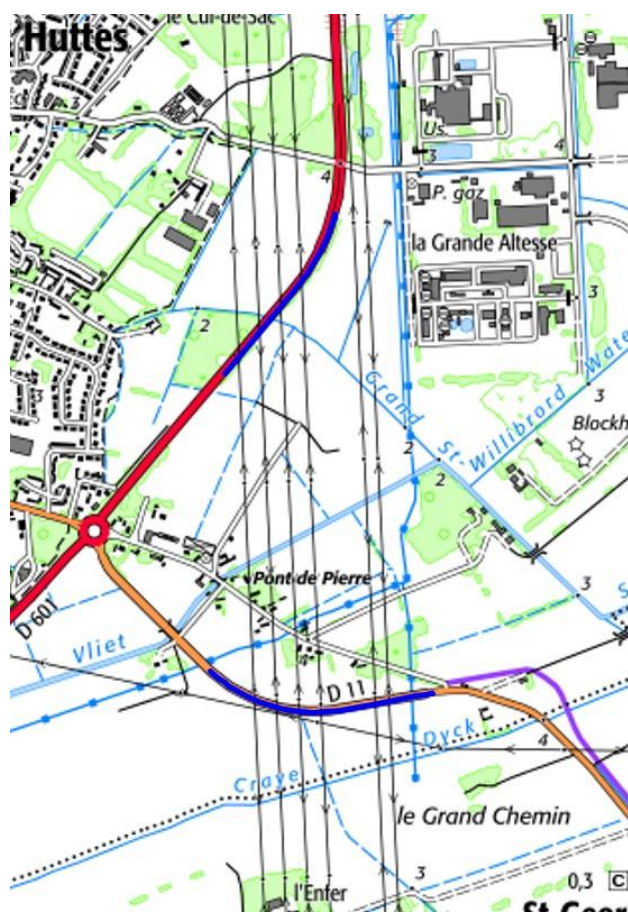 le Cul-de-Sac
Huttes
3
Us.
4
3
4
P. gaz
la Grande Altesse
3
2
3
Grand
St-Willibrord Wate
3
Blockh
2
2
Pont de Pierre
D 601
Vliet
3
S
D 11
E
Dyck
4
Craye
le Grand Chemin
3
0,3 C
l'Enfer
St-Geor